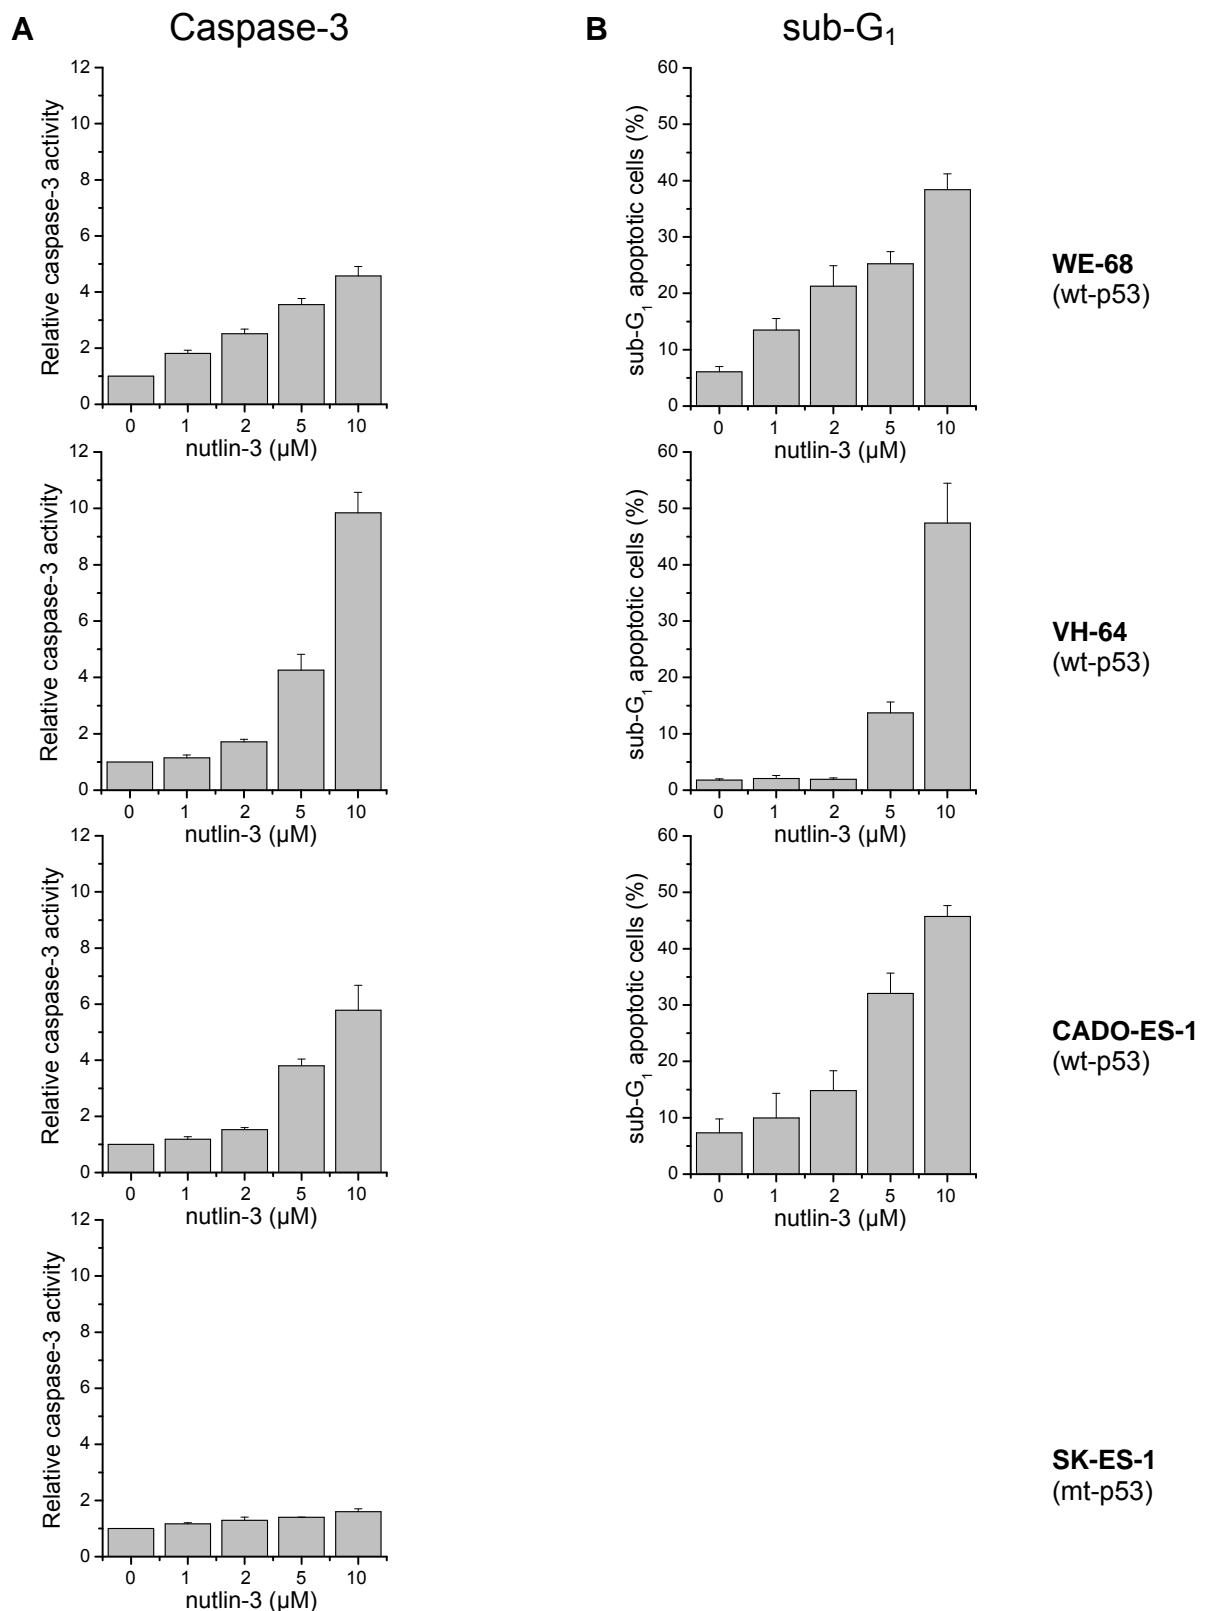 A Caspase-3
B sub-G₁
12
10
8
6
4
2
0
Relative caspase-3 activity
0 1 2 5 10
nutlin-3 (µM)
60
50
40
30
20
10
0
sub-G₁ apoptotic cells (%)
0 1 2 5 10
nutlin-3 (µM)
WE-68
(wt-p53)
12
10
8
6
4
2
0
Relative caspase-3 activity
0 1 2 5 10
nutlin-3 (µM)
60
50
40
30
20
10
0
sub-G₁ apoptotic cells (%)
0 1 2 5 10
nutlin-3 (µM)
VH-64
(wt-p53)
12
10
8
6
4
2
0
Relative caspase-3 activity
0 1 2 5 10
nutlin-3 (µM)
60
50
40
30
20
10
0
sub-G₁ apoptotic cells (%)
0 1 2 5 10
nutlin-3 (µM)
CADO-ES-1
(wt-p53)
12
10
8
6
4
2
0
Relative caspase-3 activity
0 1 2 5 10
nutlin-3 (µM)
SK-ES-1
(mt-p53)